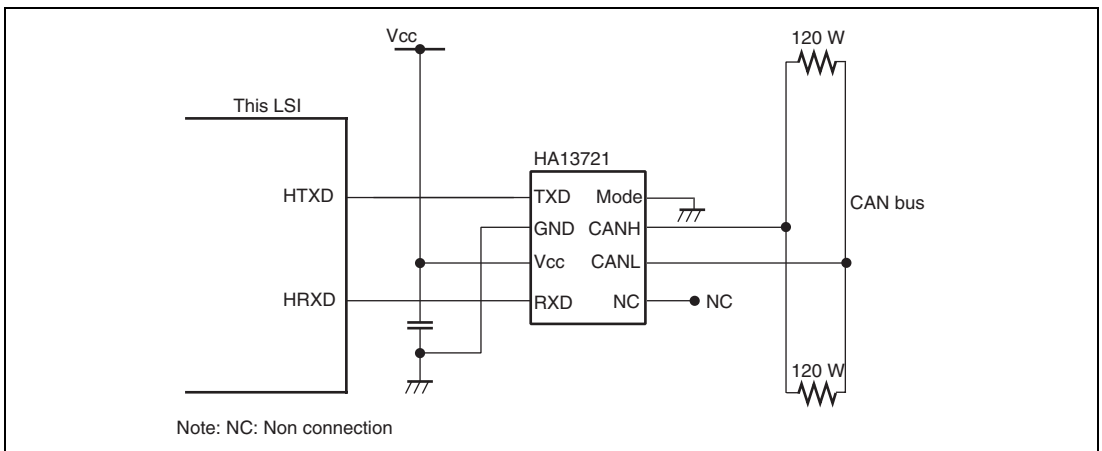 Vcc
120 W
This LSI
HA13721
HTXD
TXD
Mode
GND
CANH
CAN bus
Vcc
CANL
HRXD
RXD
NC
NC
120 W
Note: NC: Non connection